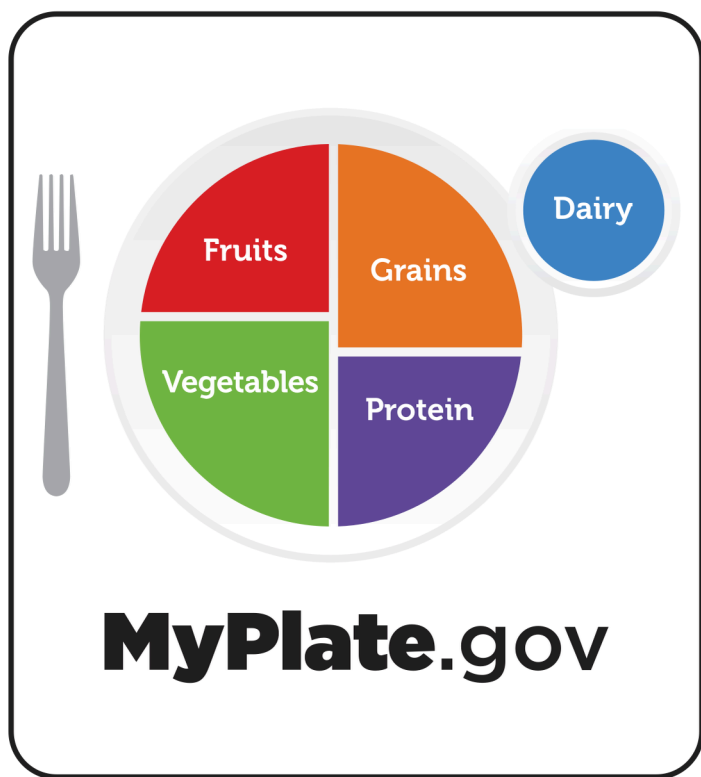 Fruits
Grains
Dairy
Vegetables
Protein
MyPlate.gov